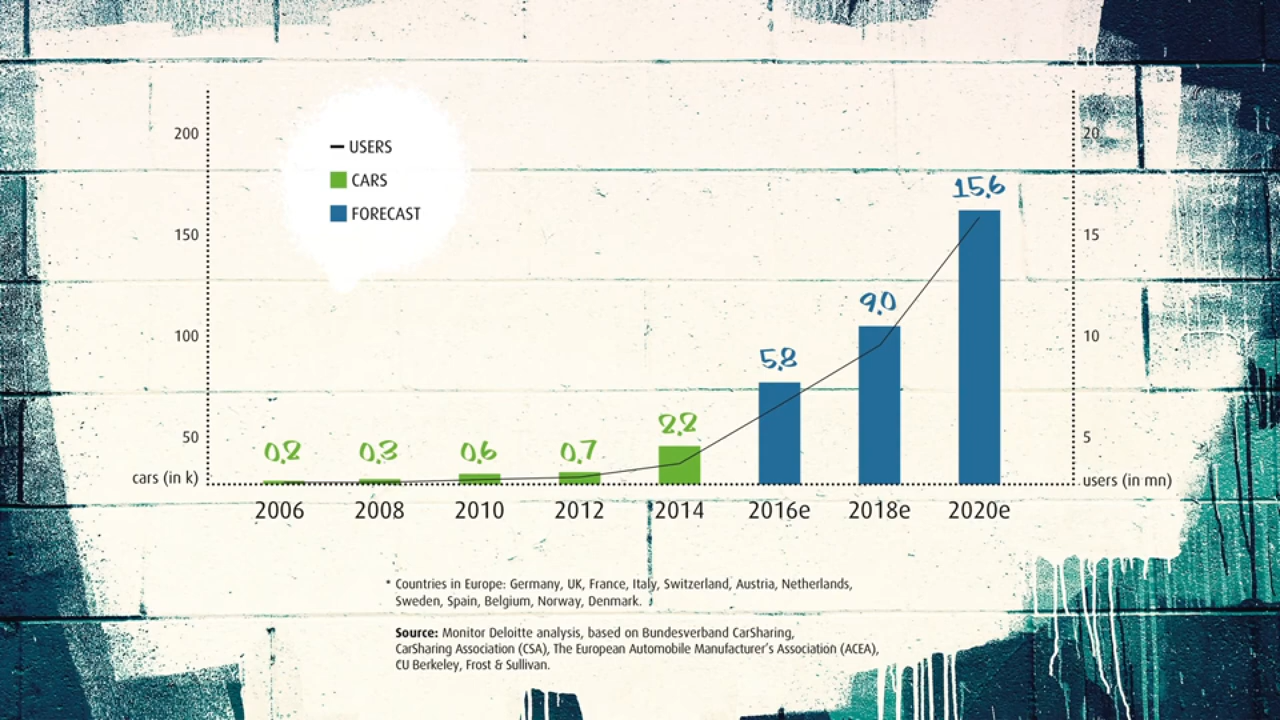 USERS
CARS
FORECAST
200
150
100
50
cars (in k)
20
15
10
5
users (in mn)
0.2
0.3
0.6
0.7
2.2
5.8
9.0
15.6
2006 2008 2010 2012 2014 2016e 2018e 2020e
* Countries in Europe: Germany, UK, France, Italy, Switzerland, Austria, Netherlands,
Sweden, Spain, Belgium, Norway, Denmark.
Source: Monitor Deloitte analysis, based on Bundesverband CarSharing,
CarSharing Association (CSA), The European Automobile Manufacturer's Association (ACEA),
CU Berkeley, Frost & Sullivan.